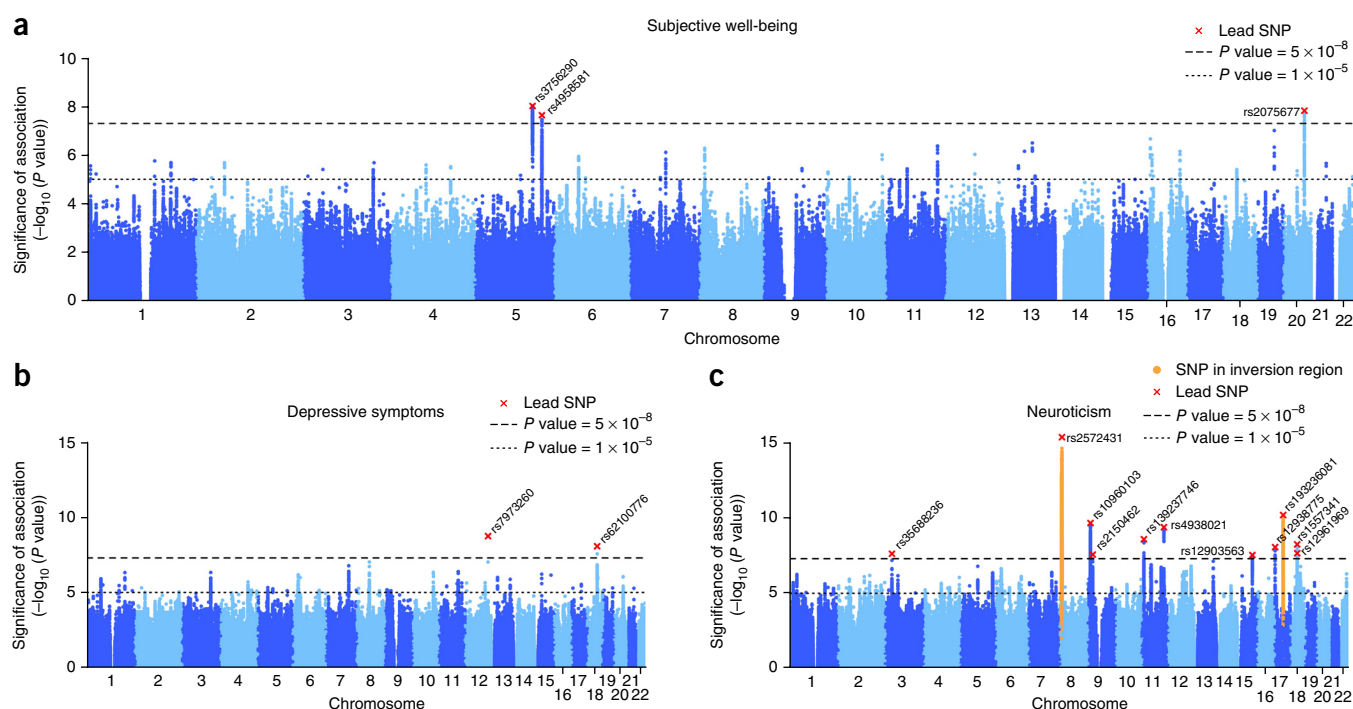 a
Subjective well-being
Lead SNP
P value = 5 × 10⁻⁸
P value = 1 × 10⁻⁵
Significance of association
(−log₁₀ (P value))
10
8
6
4
2
0
rs3756290
rs4958581
rs2075677
1 2 3 4 5 6 7 8 9 10 11 12 13 14 15 16 17 18 19 20 21 22
Chromosome
b
Depressive symptoms
Lead SNP
P value = 5 × 10⁻⁸
P value = 1 × 10⁻⁵
Significance of association
(−log₁₀ (P value))
15
10
5
0
rs7973260
rs62100776
1 2 3 4 5 6 7 8 9 10 11 12 13 14 15 16 17 18 19 20 21 22
Chromosome
c
Neuroticism
SNP in inversion region
Lead SNP
P value = 5 × 10⁻⁸
P value = 1 × 10⁻⁵
Significance of association
(−log₁₀ (P value))
15
10
5
0
rs35688236
rs2572431
rs10960103
rs2150462
rs139237746
rs4938021
rs12903563
rs12938775
rs193236081
rs1557341
rs12961969
1 2 3 4 5 6 7 8 9 10 11 12 13 14 15 16 17 18 19 20 21 22
Chromosome